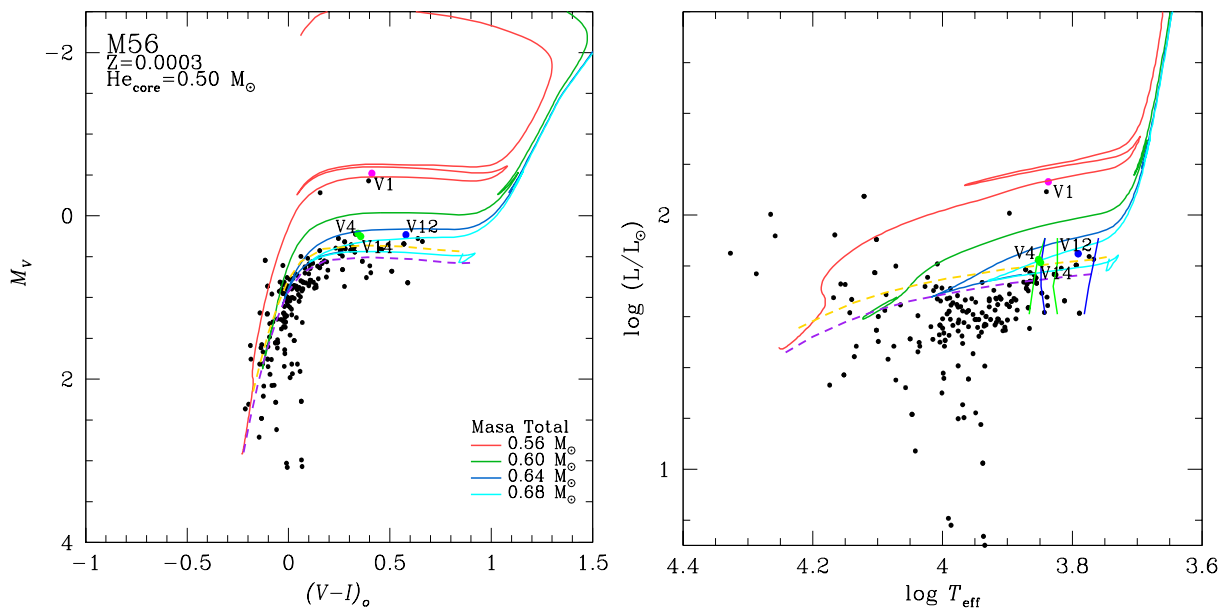 M56
Z=0.0003
He_core=0.50 M⊙
V1
V4
V12
V14
Masa Total
0.56 M⊙
0.60 M⊙
0.64 M⊙
0.68 M⊙
-2
0
2
4
M_V
-1
-0.5
0
0.5
1
1.5
(V-I)_o
V1
V4
V12
V14
2
1
log (L/L⊙)
4.4
4.2
4
3.8
3.6
log T_eff